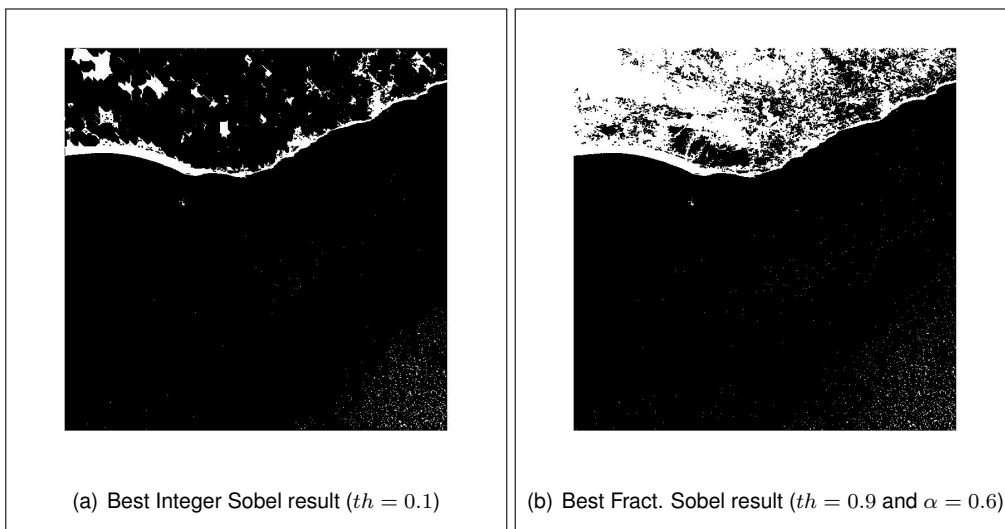 (a) Best Integer Sobel result (th = 0.1)
(b) Best Fract. Sobel result (th = 0.9 and α = 0.6)